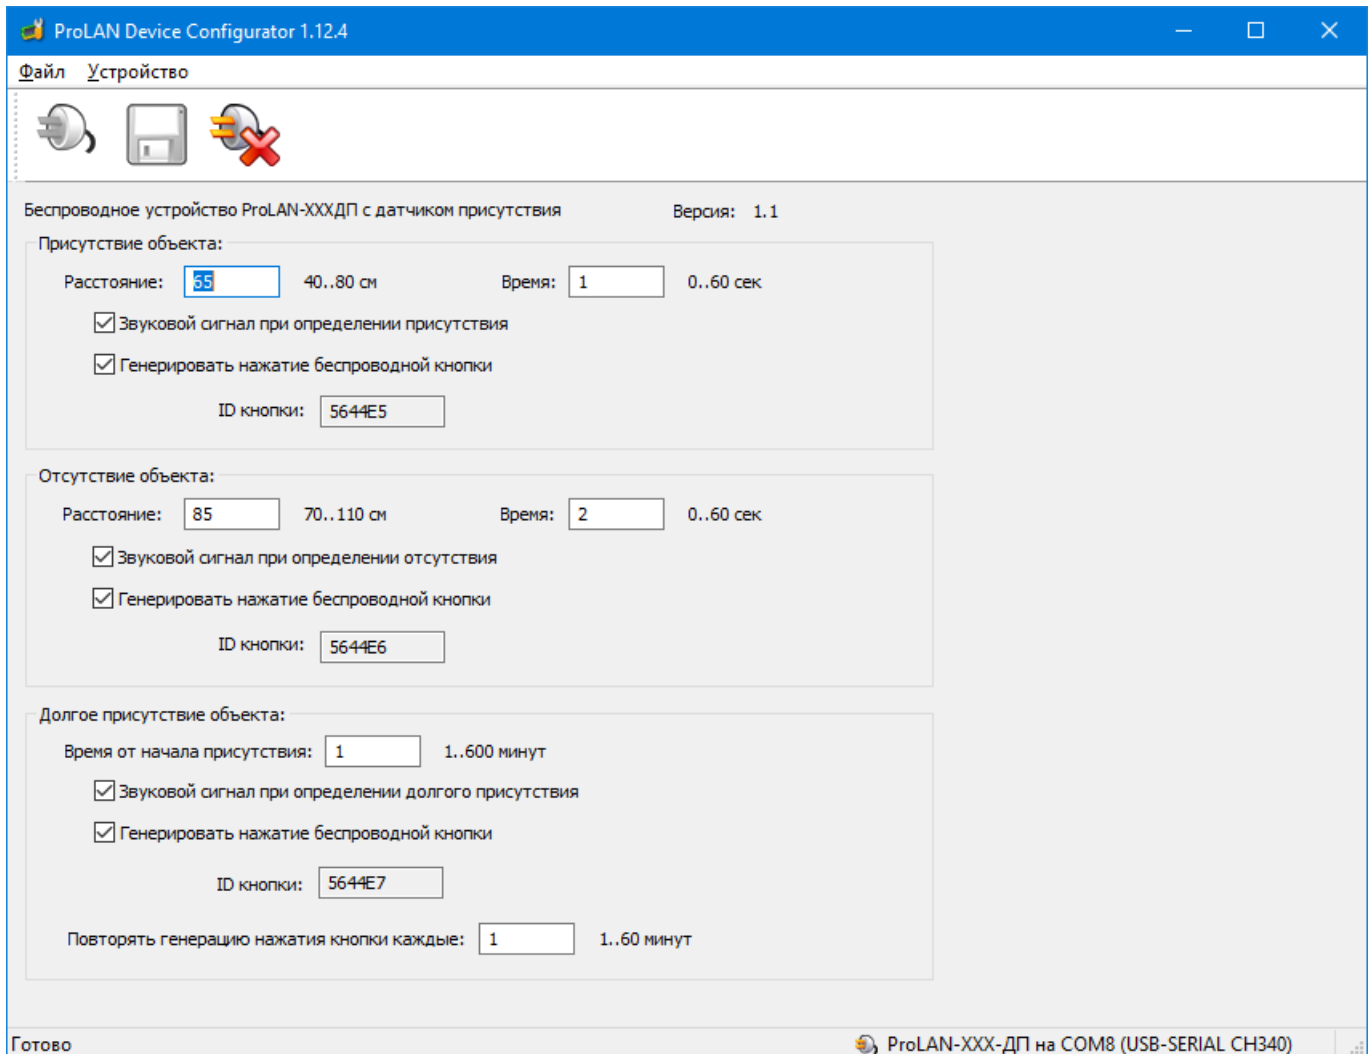 ProLAN Device Configurator 1.12.4
Файл Устройство
Беспроводное устройство ProLAN-XXXДП с датчиком присутствия Версия: 1.1
Присутствие объекта:
Расстояние: 65 40..80 см Время: 1 0..60 сек
Звуковой сигнал при определении присутствия
Генерировать нажатие беспроводной кнопки
ID кнопки: 5644E5
Отсутствие объекта:
Расстояние: 85 70..110 см Время: 2 0..60 сек
Звуковой сигнал при определении отсутствия
Генерировать нажатие беспроводной кнопки
ID кнопки: 5644E6
Долгое присутствие объекта:
Время от начала присутствия: 1 1..600 минут
Звуковой сигнал при определении долгого присутствия
Генерировать нажатие беспроводной кнопки
ID кнопки: 5644E7
Повторять генерацию нажатия кнопки каждые: 1 1..60 минут
Готово ProLAN-XXX-ДП на COM8 (USB-SERIAL CH340)